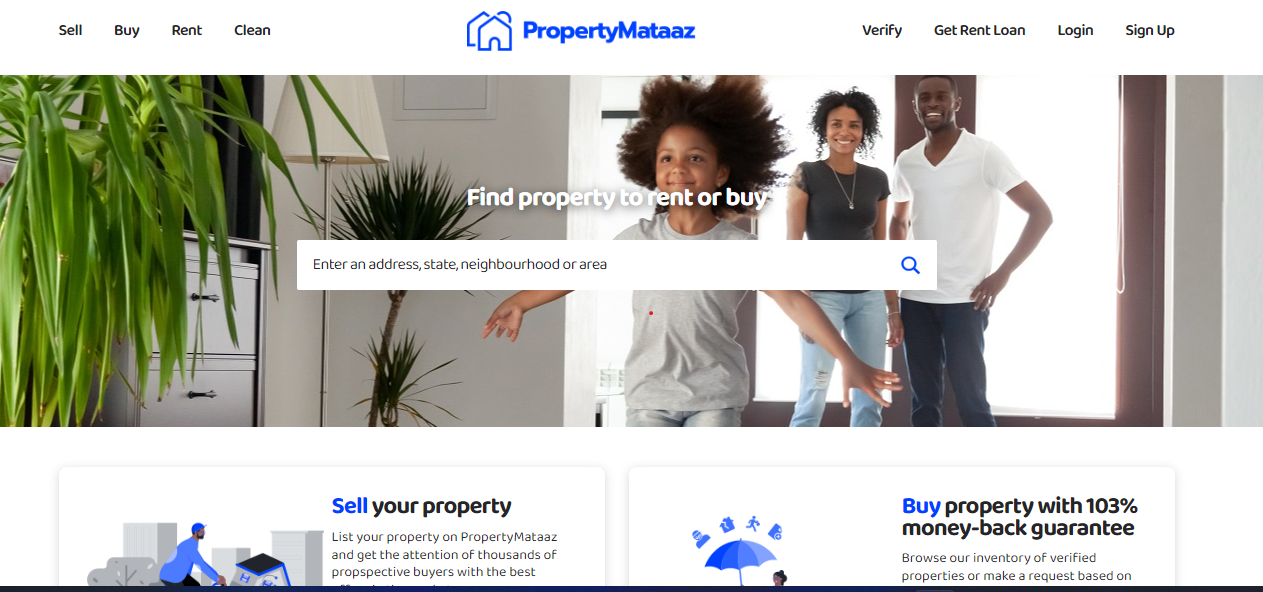 Sell Buy Rent Clean PropertyMataaz Verify Get Rent Loan Login Sign Up
Find property to rent or buy
Enter an address, state, neighbourhood or area
Sell your property
List your property on PropertyMataaz
and get the attention of thousands of
propspective buyers with the best
Buy property with 103%
money-back guarantee
Browse our inventory of verified
properties or make a request based on